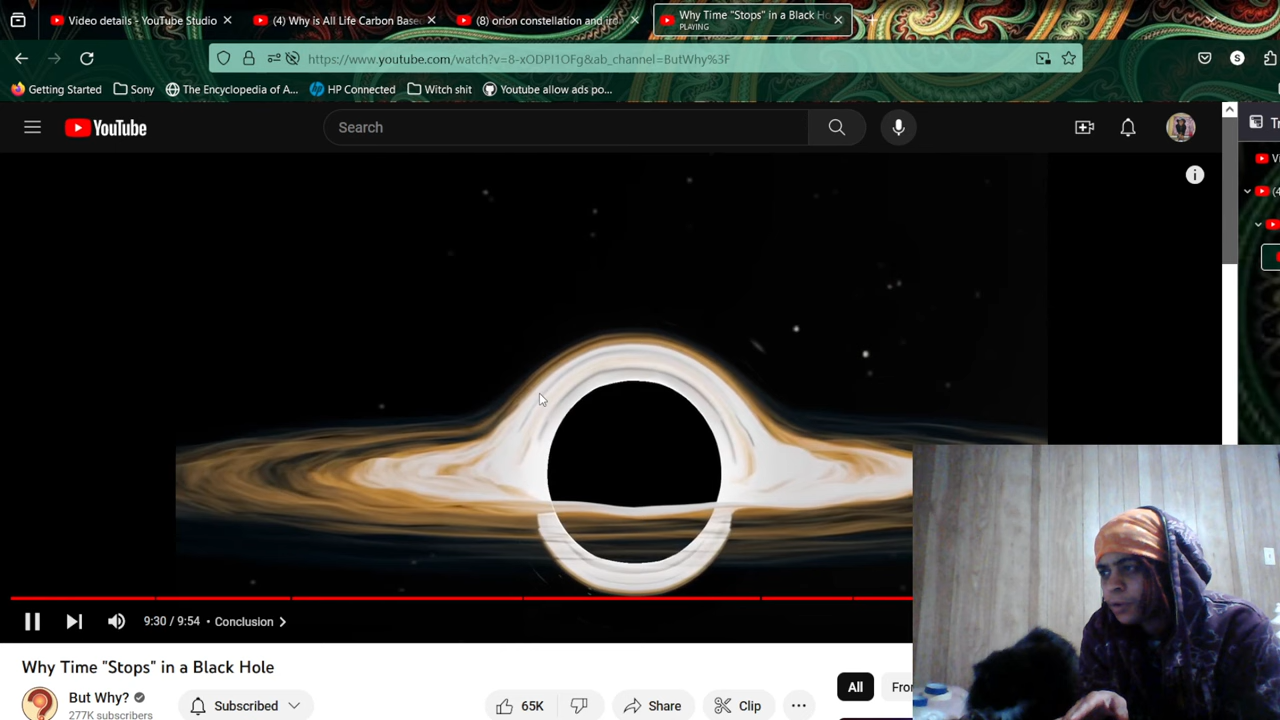 Video details - YouTube Studio
(4) Why is All Life Carbon Based
(8) orion constellation and iro
Why Time "Stops" in a Black Ho
PLAYING
https://www.youtube.com/watch?v=8-xODPI1OFg&ab_channel=ButWhy%3F
S
Getting Started
Sony
The Encyclopedia of A...
HP Connected
Witch shit
Youtube allow ads po...
YouTube
Search
9:30 / 9:54 • Conclusion
Why Time "Stops" in a Black Hole
But Why?
277K subscribers
Subscribed
65K
Share
Clip
All